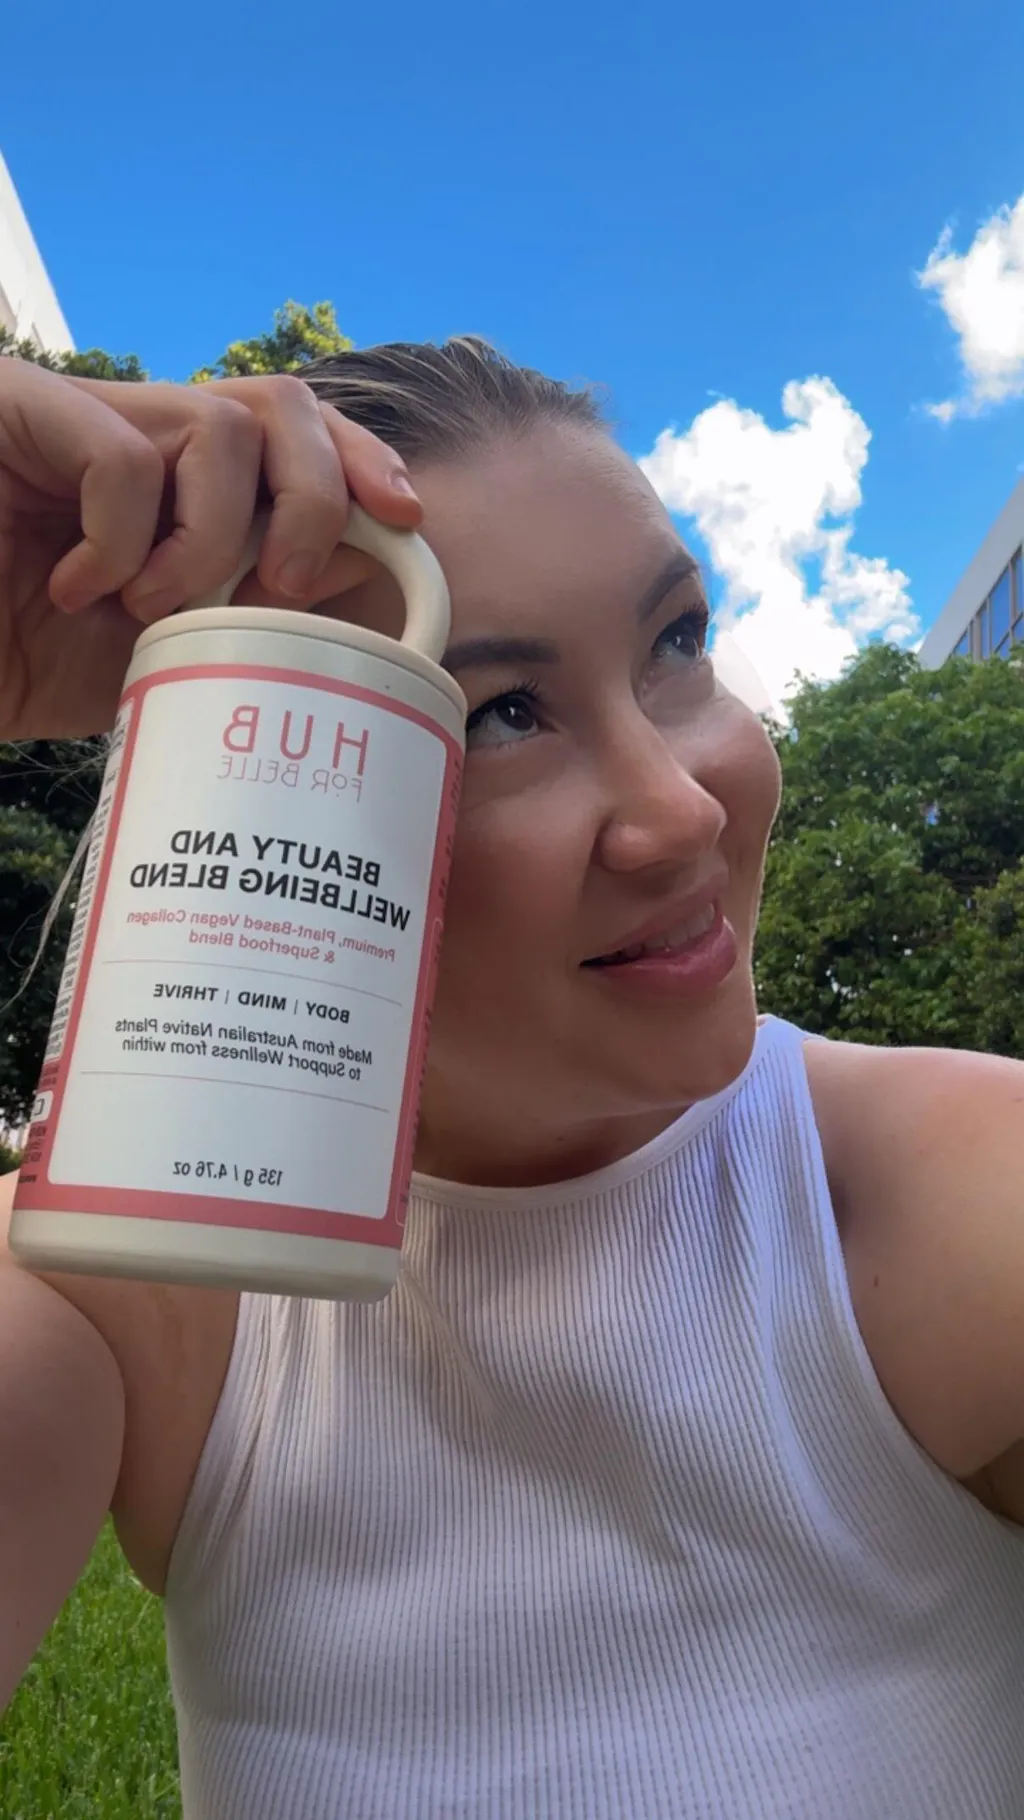 HUB
FOR BELLE
BEAUTY AND
WELLBEING BLEND
Premium, Plant-Based Vegan Collagen
& Superfood Blend
BODY | MIND | THRIVE
Made from Australian Native Plants
to Support Wellness from within
135 g / 4.76 oz